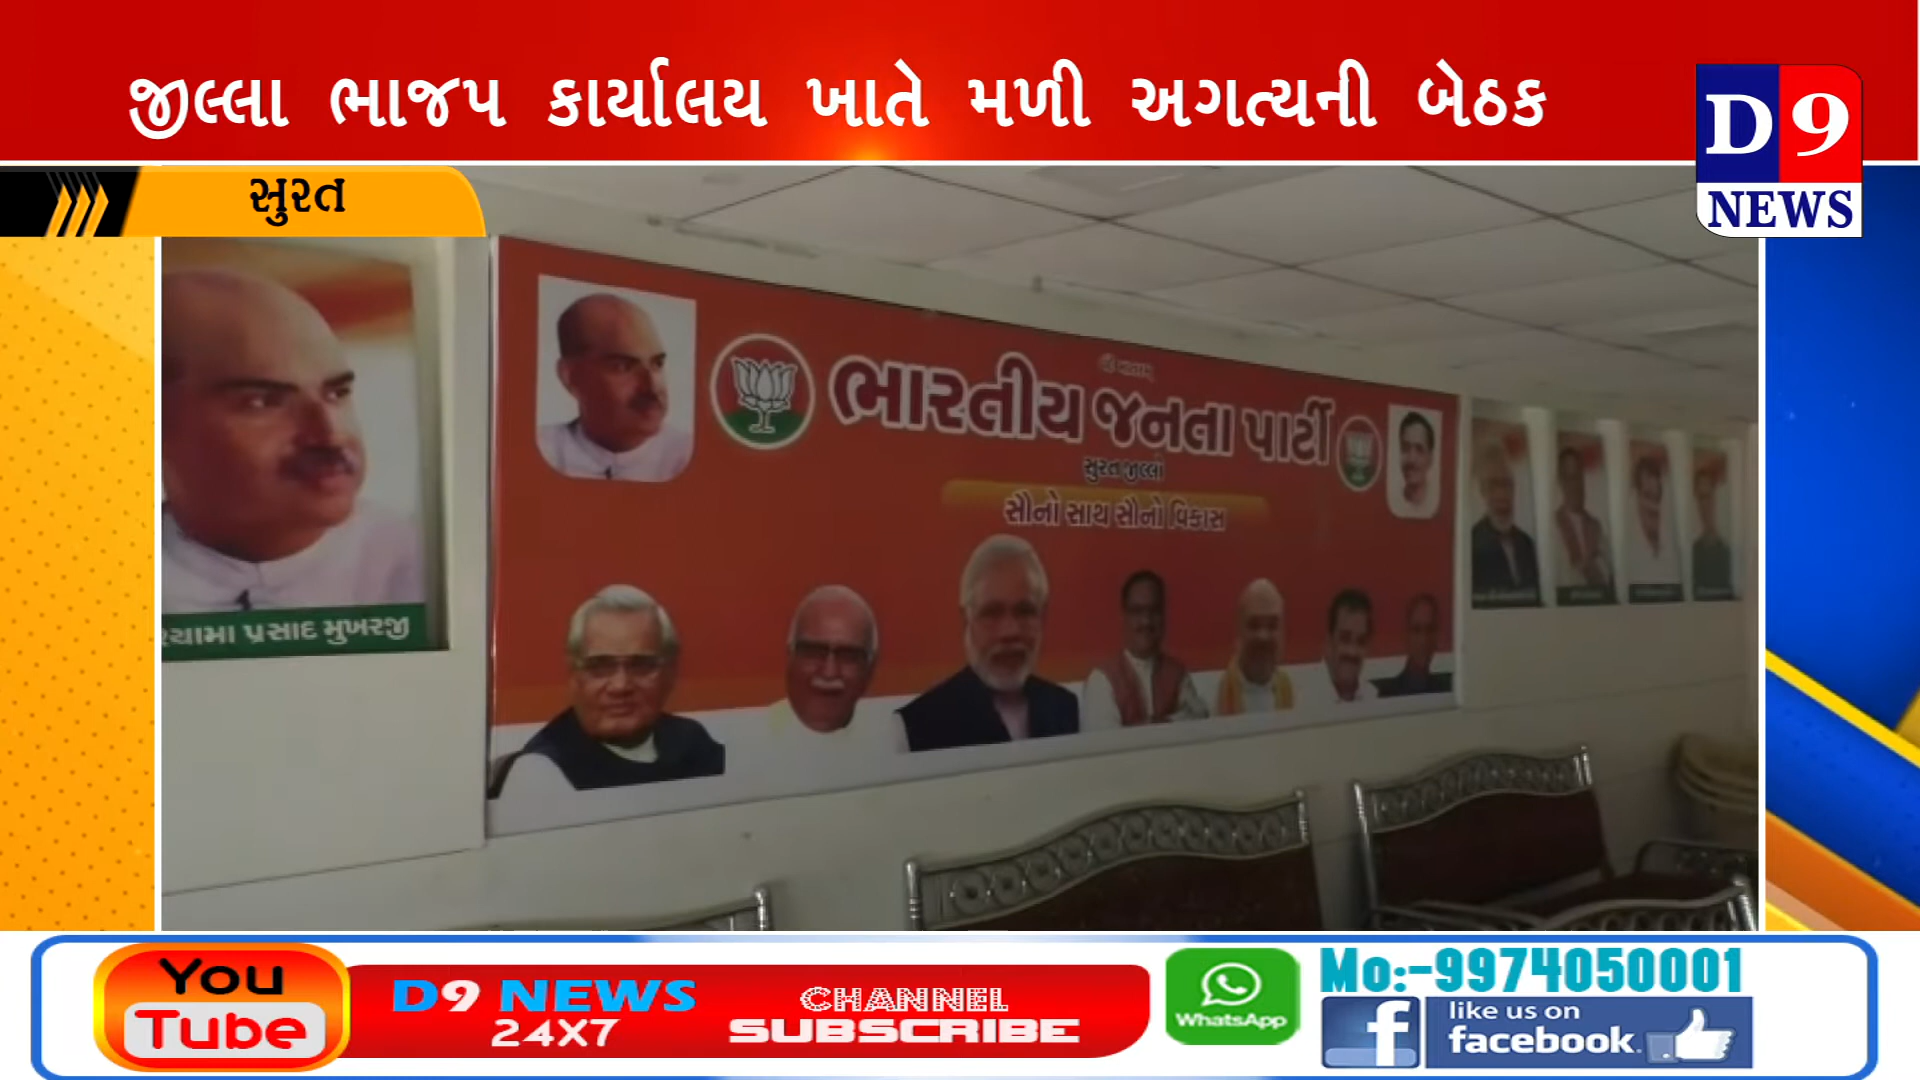 જીલ્લા ભાજપ કાર્યાલય ખાતે મળી અગત્યની બેઠક
D9
NEWS
સુરત
ભારતીય જનતા પાર્ટી
સુરત જીલ્લો
સૌનો સાથ સૌનો વિકાસ
શ્યામા પ્રસાદ મુખરજી
You
Tube
D9 NEWS
24X7
CHANNEL
SUBSCRIBE
WhatsApp
Mo:-9974050001
like us on
facebook.